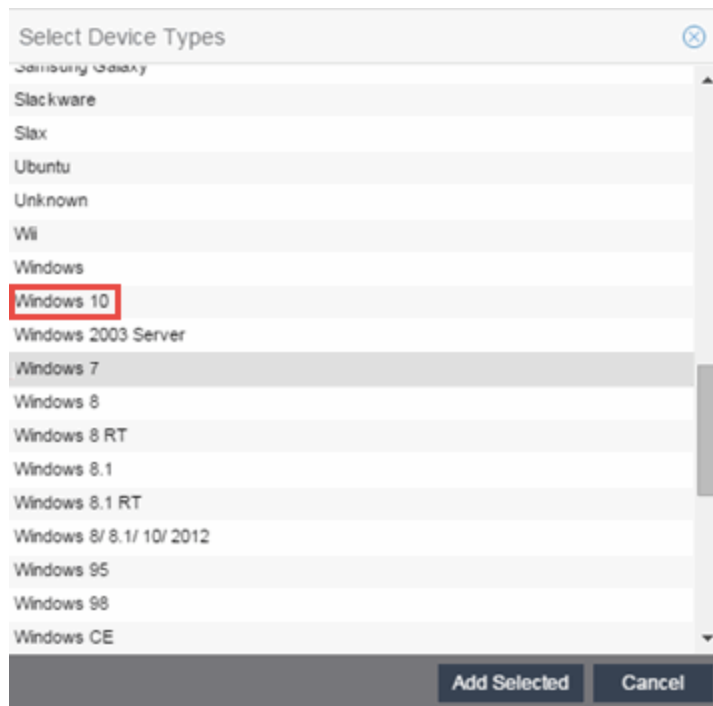 Select Device Types
Samsung Galaxy
Slackware
Slax
Ubuntu
Unknown
Wii
Windows
Windows 10
Windows 2003 Server
Windows 7
Windows 8
Windows 8 RT
Windows 8.1
Windows 8.1 RT
Windows 8/ 8.1/ 10/ 2012
Windows 95
Windows 98
Windows CE
Add Selected Cancel